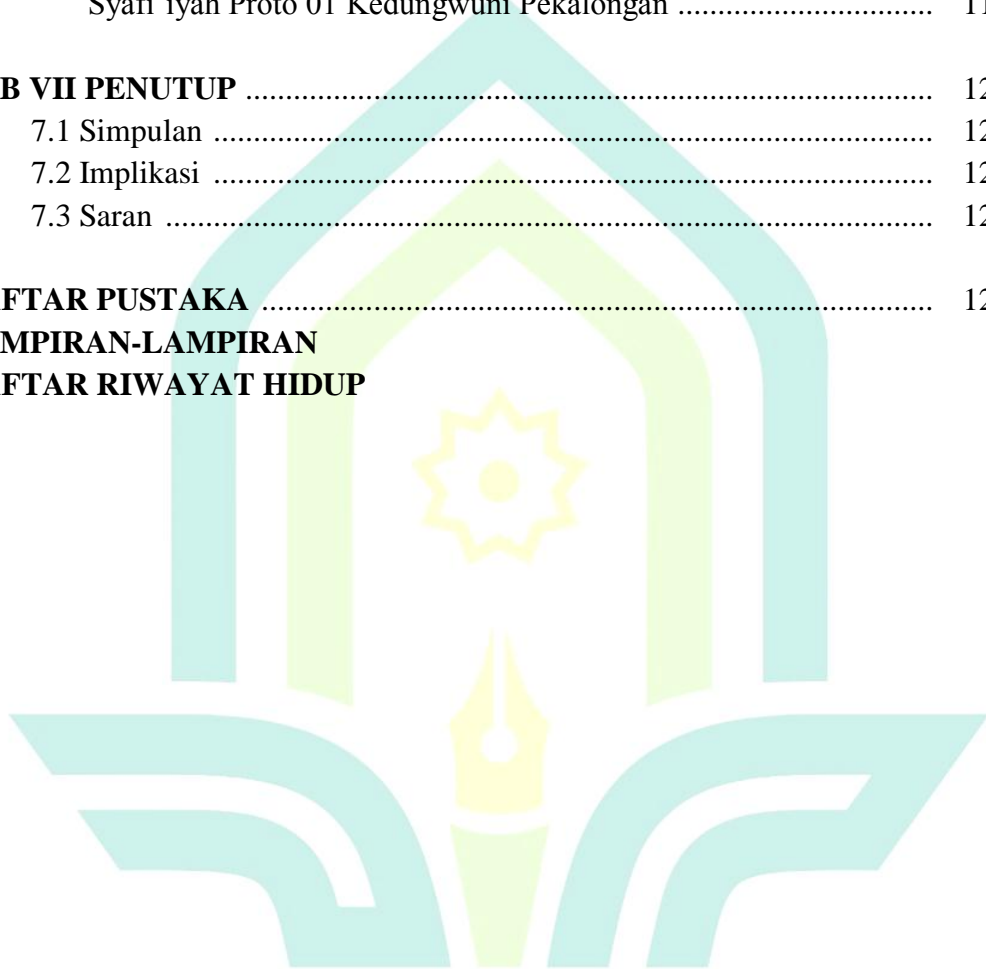 Syafi'iyah Proto 01 Kedungwuni Pekalongan ................................. 11
B VII PENUTUP ......................................................................................... 12
7.1 Simpulan ............................................................................................. 12
7.2 Implikasi ............................................................................................. 12
7.3 Saran ................................................................................................... 12
FTAR PUSTAKA ....................................................................................... 12
MPIRAN-LAMPIRAN
FTAR RIWAYAT HIDUP